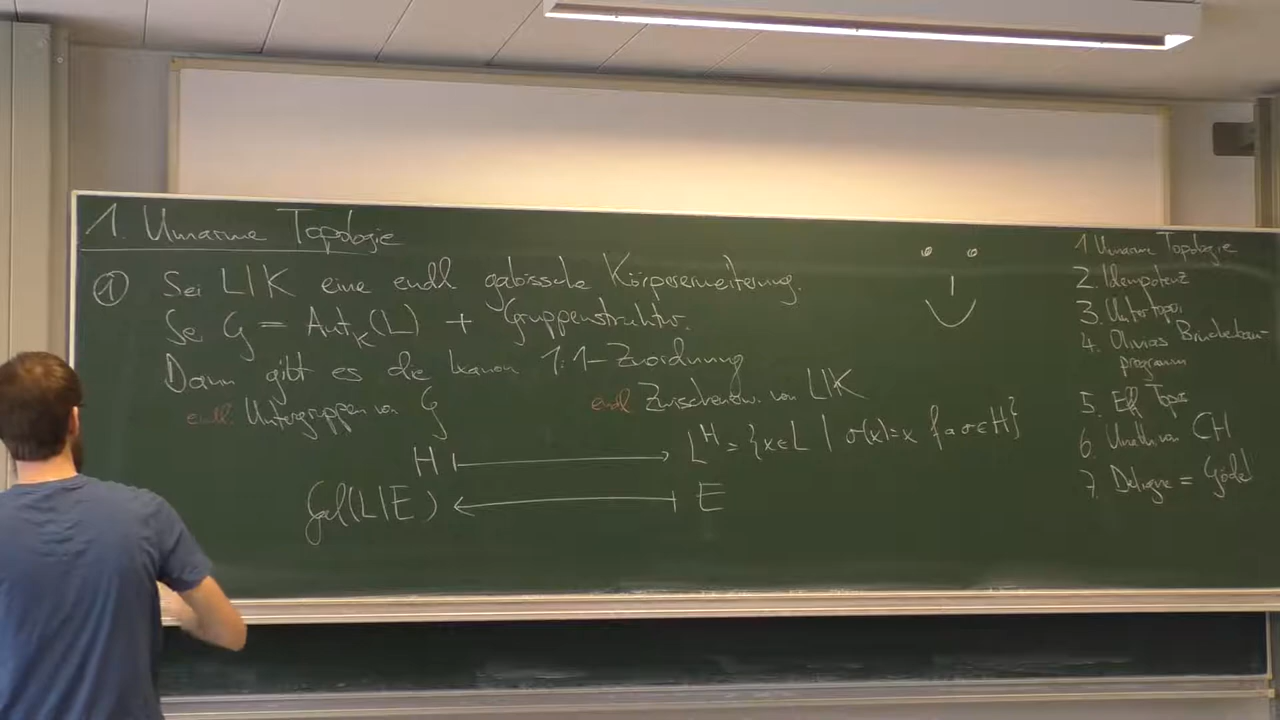 1. Unarme Topologie
① Sei L|K eine endl galoissche Körpererweiterung.
Se G = Aut_K(L) + Gruppenstruktur.
Dann gibt es die kanon 1:1-Zuordnung
endl. Untergruppen von G endl Zwischenerw. von L|K
H ↦ L^H = {x∈L | σ(x)=x f a σ∈H}
Gal(L|E) ↤ E
1 Unarme Topologie
2. Idempotenz
3. Untertopoi
4. Olivias Brückenbau-
programm
5. Eff Topos
6. Unabh von CH
7. Deligne = Gödel